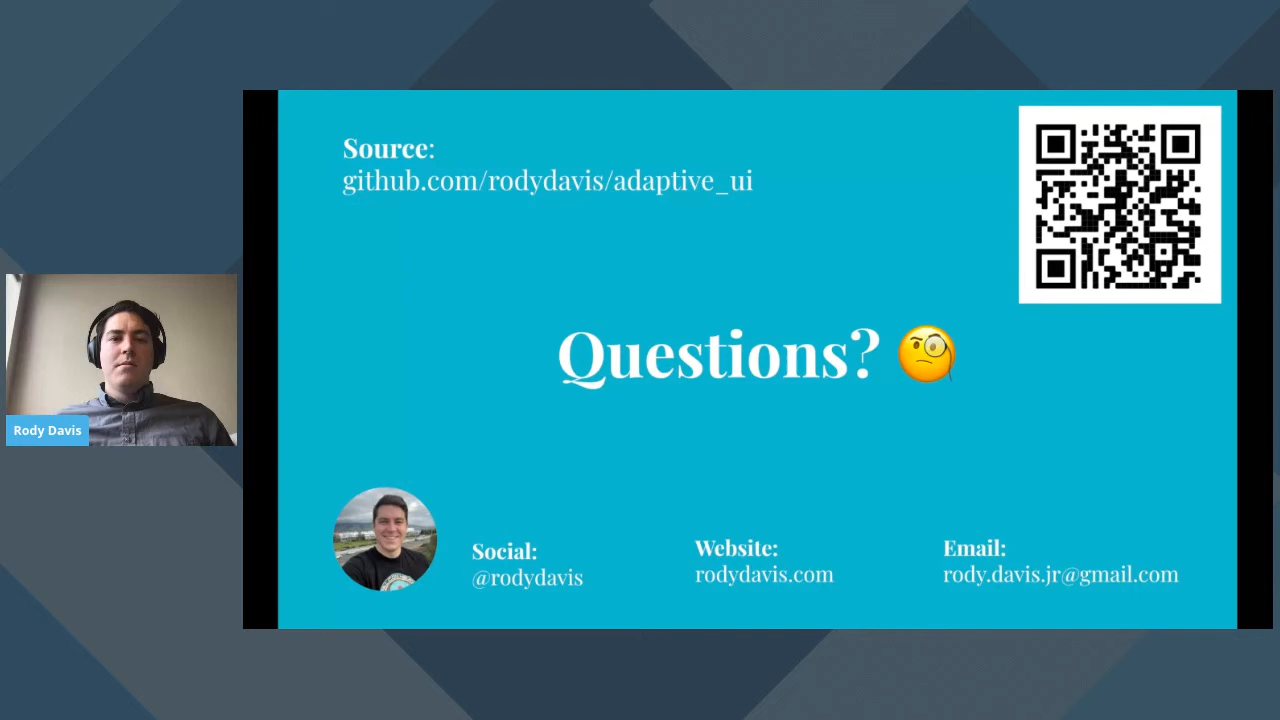 Source:
github.com/rodydavis/adaptive_ui
Questions? 🧐
Rody Davis
Social:
@rodydavis
Website:
rodydavis.com
Email:
rody.davis.jr@gmail.com